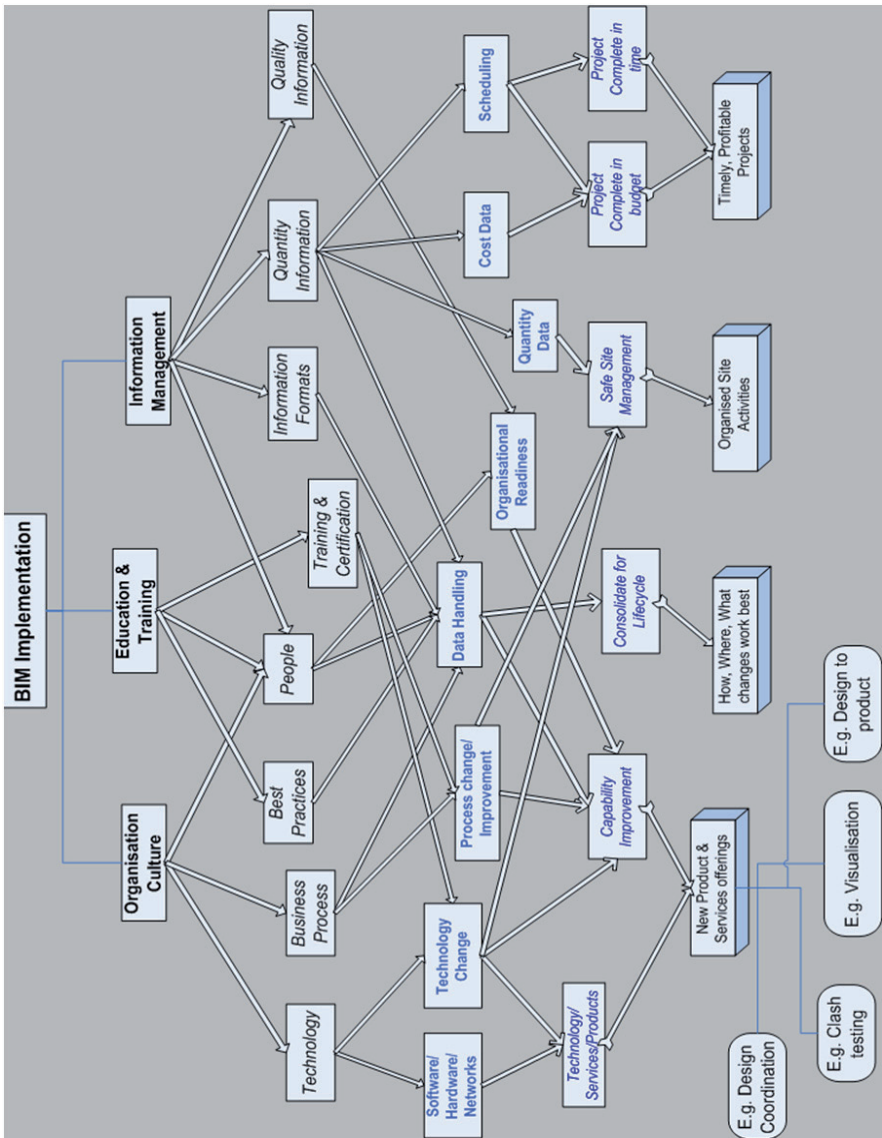 BIM Implementation
Organisation
Culture
Education &
Training
Information
Management
Technology
Business
Process
Best
Practices
People
Training &
Certification
Information
Formats
Quantity
Information
Quality
Information
Software/
Hardware/
Networks
Technology
Change
Process change/
Improvement
Data Handling
Organisational
Readiness
Quantity
Data
Cost Data
Scheduling
Technology/
Services/Products
Capability
Improvement
Consolidate for
Lifecycle
Safe Site
Management
Project
Complete in
budget
Project
Complete in
time
New Product &
Services offerings
How, Where, What
changes work best
Organised Site
Activities
Timely, Profitable
Projects
E.g. Design
Coordination
E.g. Clash
testing
E.g. Visualisation
E.g. Design to
product